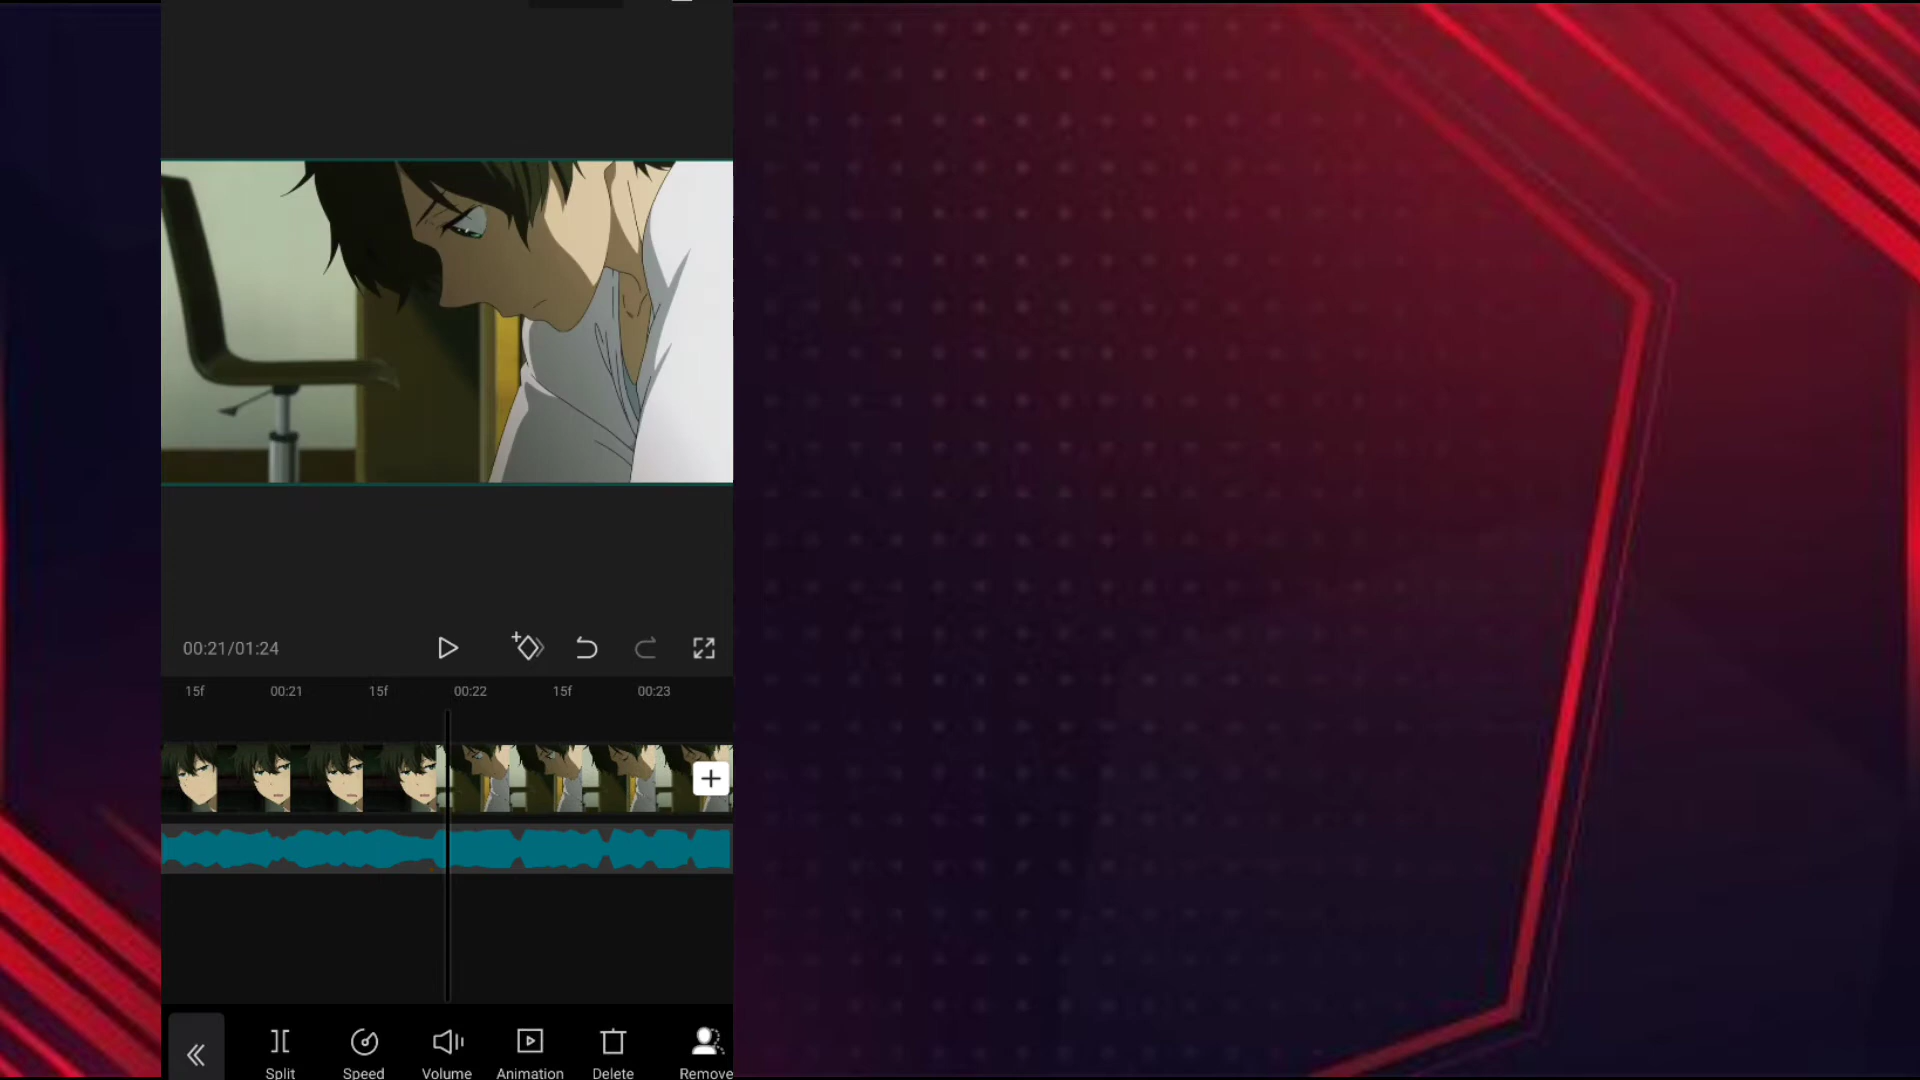 00:21/01:24
15f 00:21 15f 00:22 15f 00:23
Split Speed Volume Animation Delete Remove